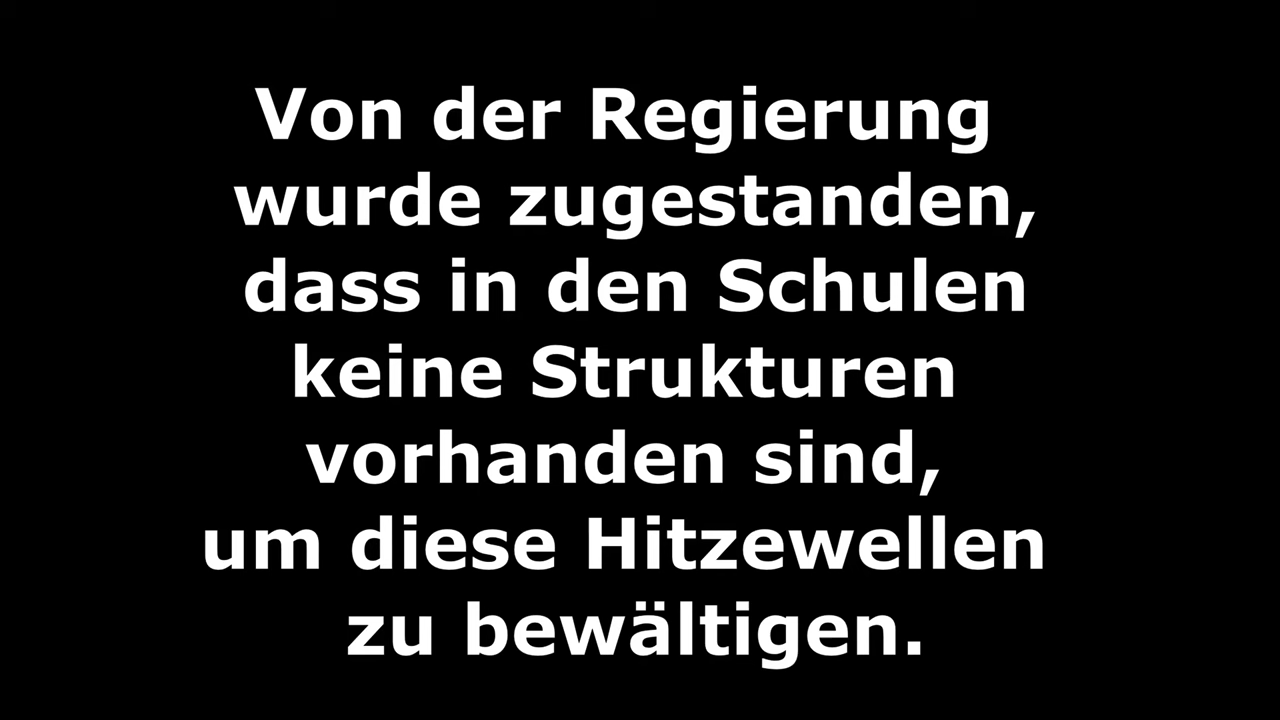 Von der Regierung
wurde zugestanden,
dass in den Schulen
keine Strukturen
vorhanden sind,
um diese Hitzewellen
zu bewältigen.